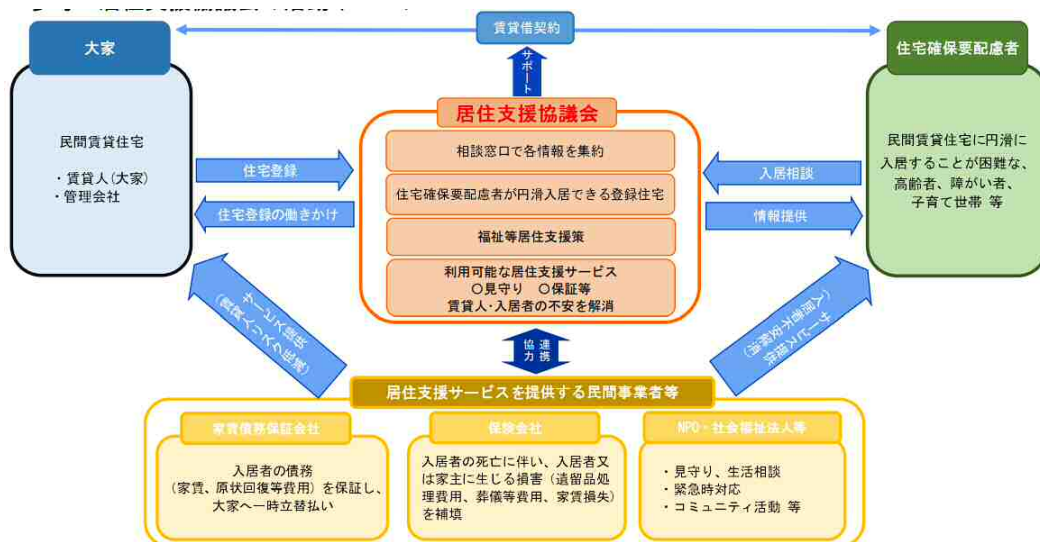 賃貸借契約
大家
住宅確保要配慮者
サポート
居住支援協議会
民間賃貸住宅
・賃貸人(大家)
・管理会社
相談窓口で各情報を集約
住宅確保要配慮者が円滑入居できる登録住宅
福祉等居住支援策
利用可能な居住支援サービス
○見守り ○保証等
賃貸人・入居者の不安を解消
民間賃貸住宅に円滑に
入居することが困難な、
高齢者、障がい者、
子育て世帯 等
住宅登録
住宅登録の働きかけ
入居相談
情報提供
サービス提供
(賃貸人リスク低減)
連携
協力
サービス提供
(入居者不安解消)
居住支援サービスを提供する民間事業者等
家賃債務保証会社
入居者の債務
(家賃、原状回復等費用)を保証し、
大家へ一時立替払い
保険会社
入居者の死亡に伴い、入居者又
は家主に生じる損害(遺留品処
理費用、葬儀等費用、家賃損失)
を補填
NPO・社会福祉法人等
・見守り、生活相談
・緊急時対応
・コミュニティ活動 等